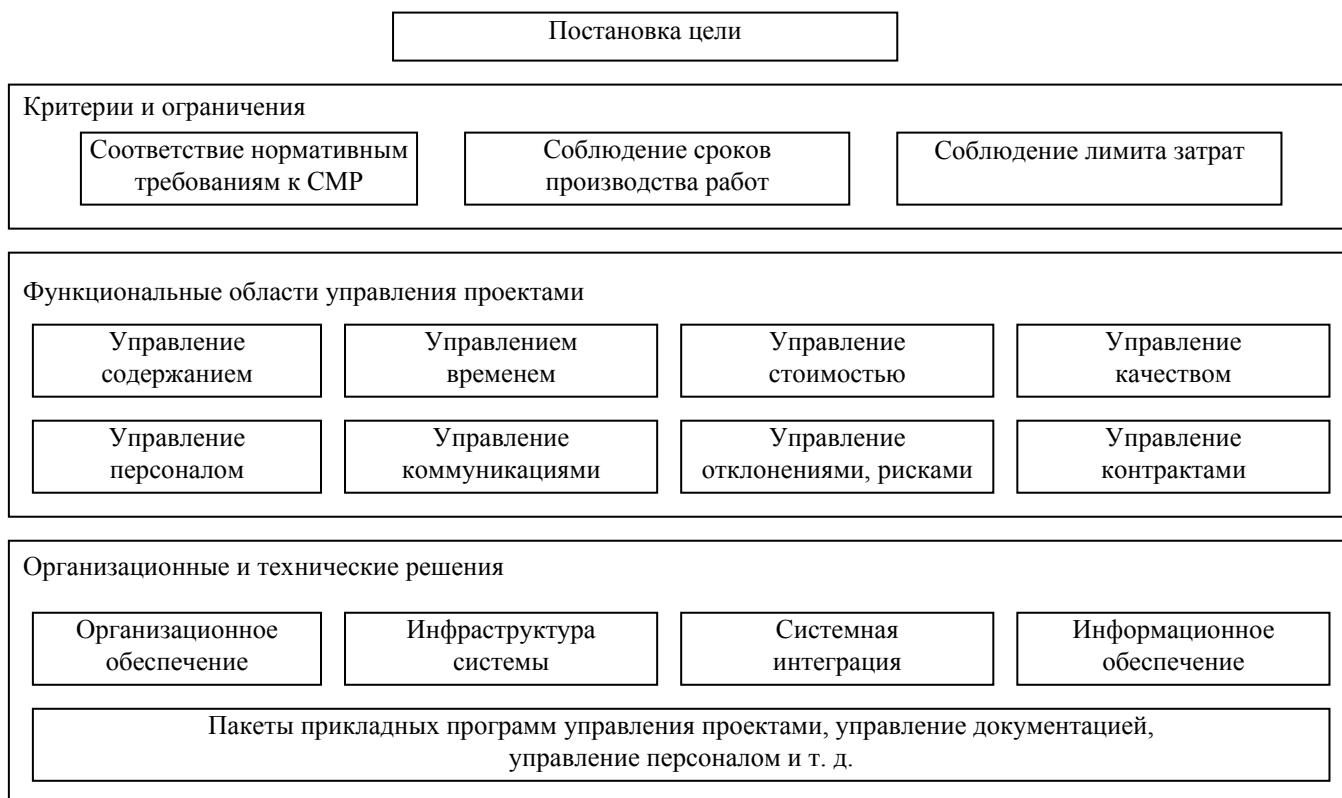 Постановка цели
Критерии и ограничения
Соответствие нормативным
требованиям к СМР
Соблюдение сроков
производства работ
Соблюдение лимита затрат
Функциональные области управления проектами
Управление
содержанием
Управлением
временем
Управление
стоимостью
Управление
качеством
Управление
персоналом
Управление
коммуникациями
Управление
отклонениями, рисками
Управление
контрактами
Организационные и технические решения
Организационное
обеспечение
Инфраструктура
системы
Системная
интеграция
Информационное
обеспечение
Пакеты прикладных программ управления проектами, управление документацией,
управление персоналом и т. д.